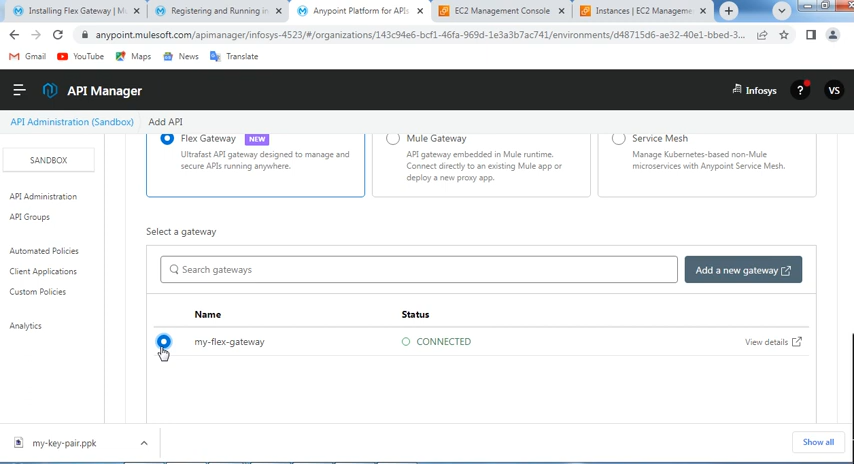 Installing Flex Gateway | Mu
Registering and Running in
Anypoint Platform for APIs
EC2 Management Console
Instances | EC2 Manageme
anypoint.mulesoft.com/apimanager/infosys-4523/#/organizations/143c94e6-bcf1-46fa-969d-1e3a3b7ac741/environments/d48715d6-ae32-40e1-bbed-3...
Gmail YouTube Maps News Translate
API Manager
Infosys
?
VS
API Administration (Sandbox) Add API
SANDBOX
API Administration
API Groups
Automated Policies
Client Applications
Custom Policies
Analytics
Flex Gateway NEW
Ultrafast API gateway designed to manage and
secure APIs running anywhere.
Mule Gateway
API gateway embedded in Mule runtime.
Connect directly to an existing Mule app or
deploy a new proxy app.
Service Mesh
Manage Kubernetes-based non-Mule
microservices with Anypoint Service Mesh.
Select a gateway
Search gateways
Add a new gateway
Name Status
my-flex-gateway CONNECTED View details
my-key-pair.ppk
Show all